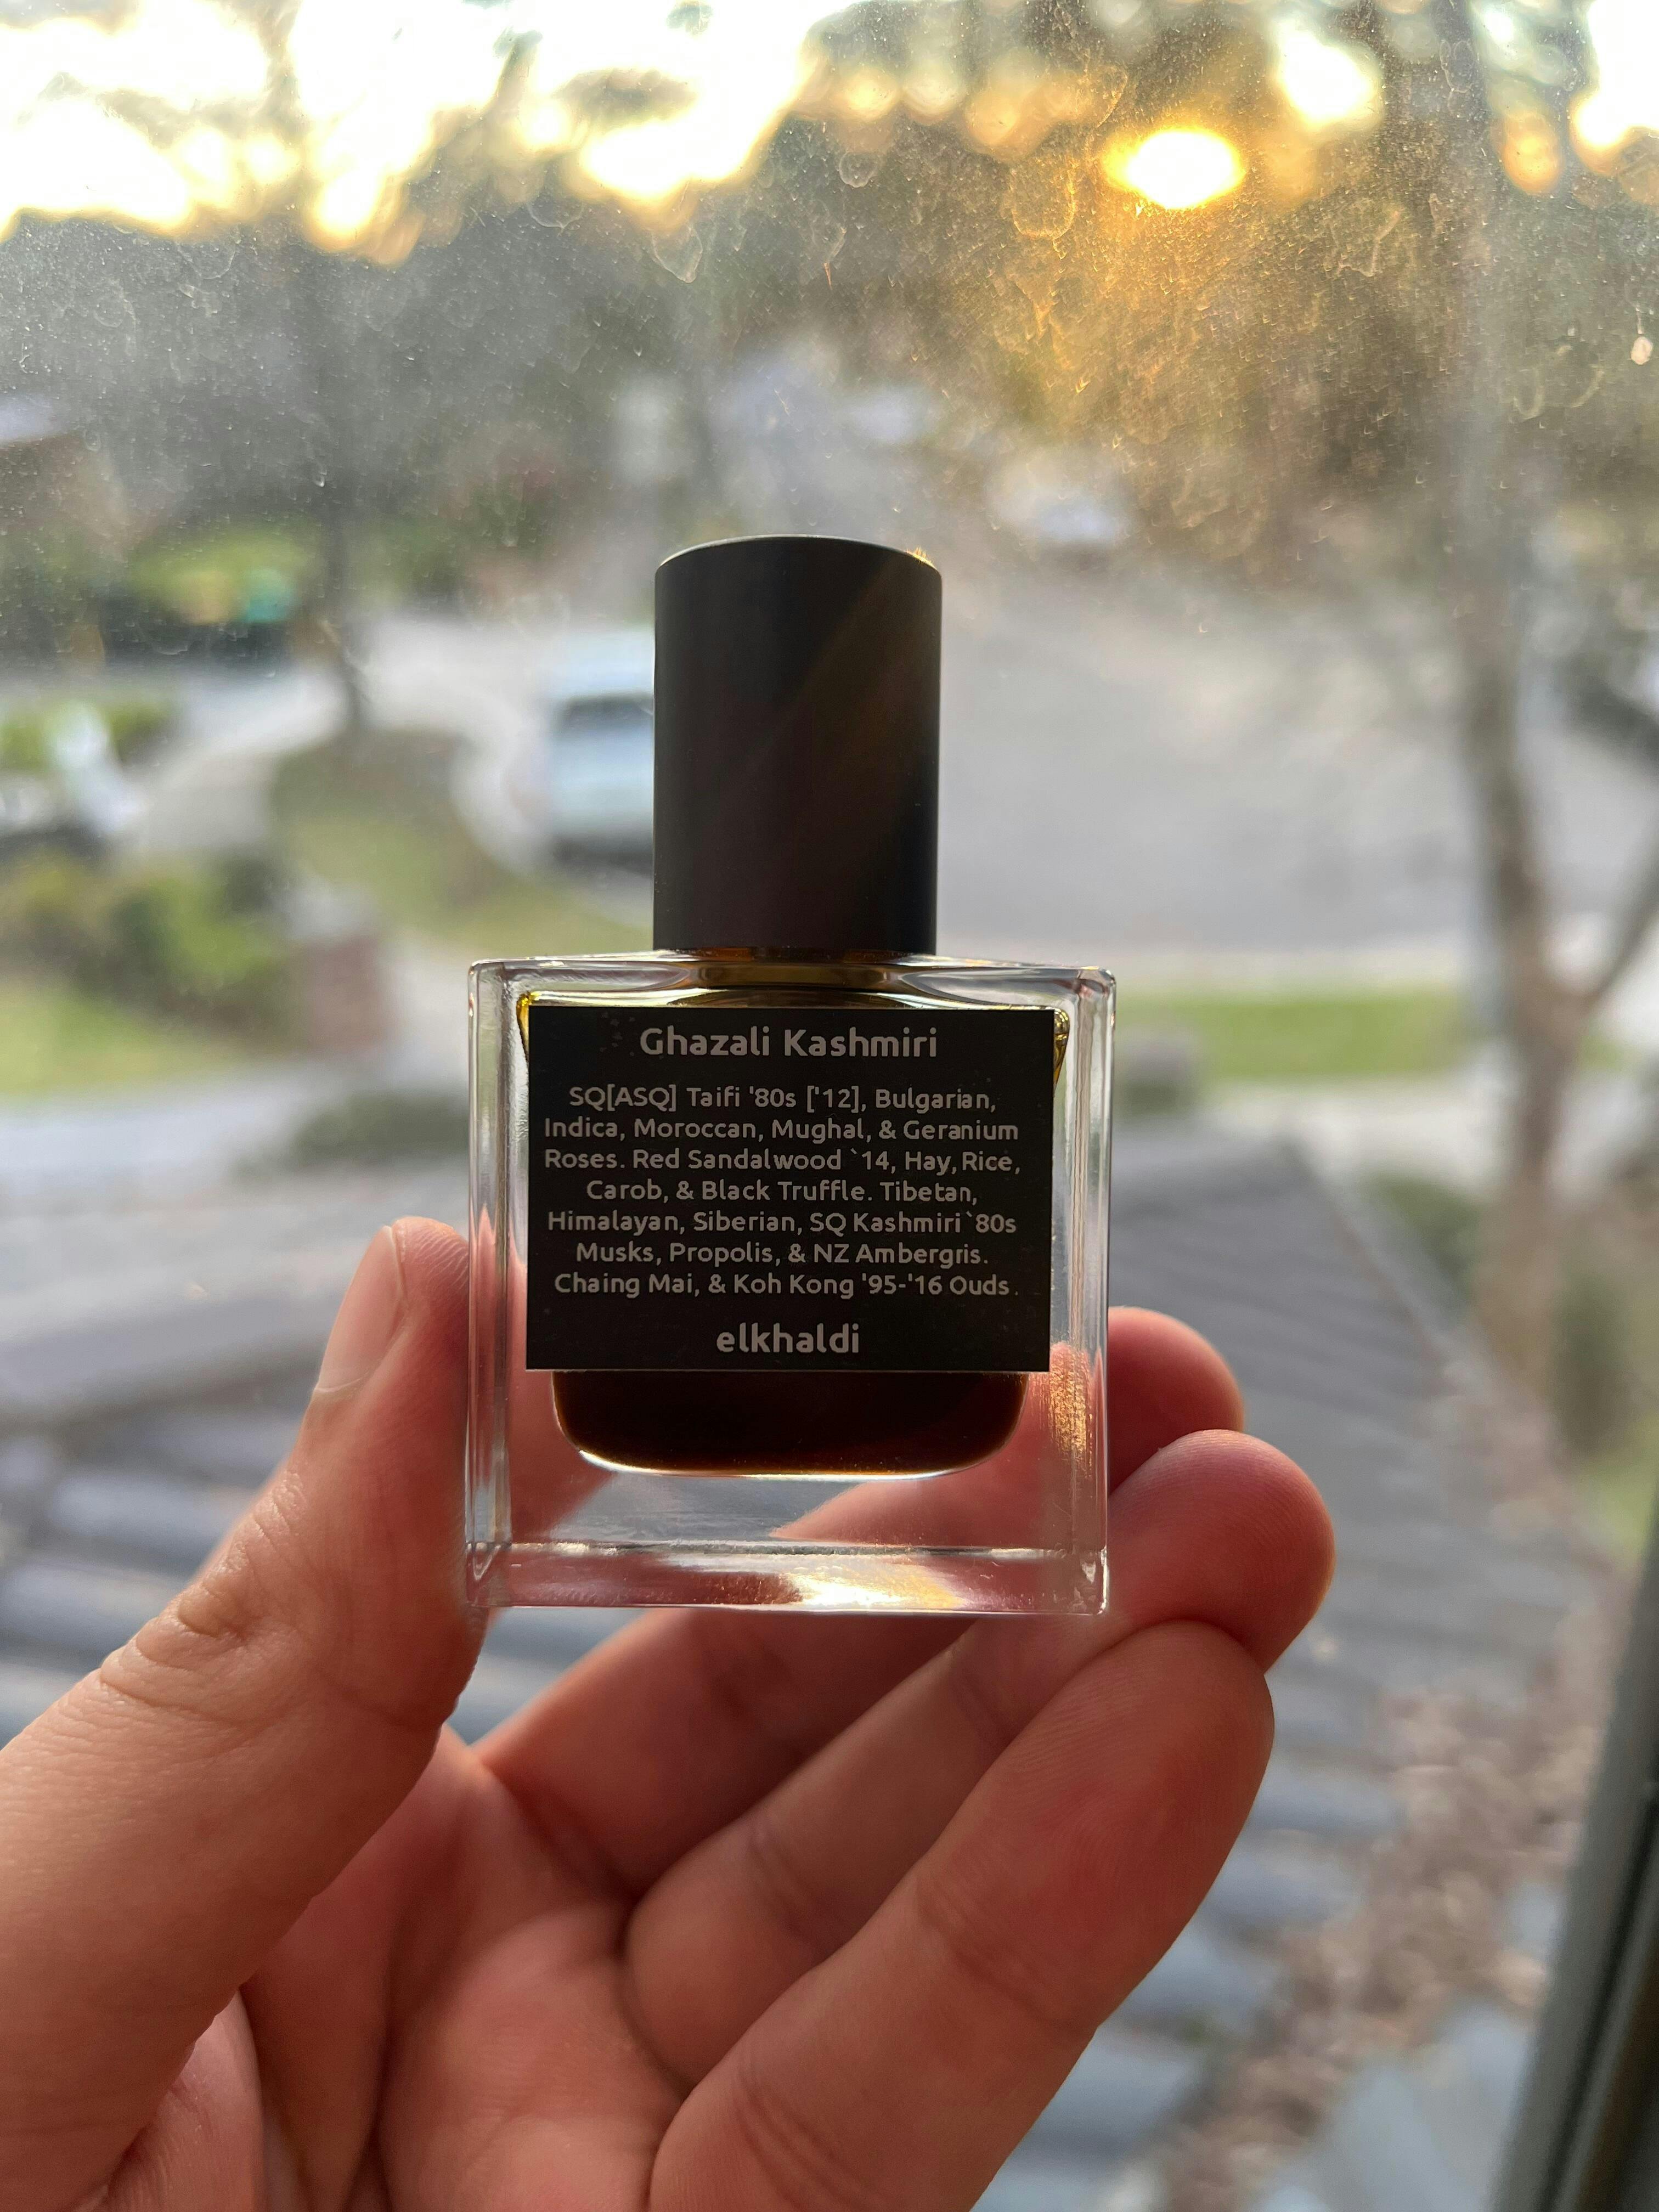 Ghazali Kashmiri
SQ[ASQ] Taifi '80s ['12], Bulgarian,
Indica, Moroccan, Mughal, & Geranium
Roses. Red Sandalwood `14, Hay, Rice,
Carob, & Black Truffle. Tibetan,
Himalayan, Siberian, SQ Kashmiri `80s
Musks, Propolis, & NZ Ambergris.
Chaing Mai, & Koh Kong '95-'16 Ouds.
elkhaldi